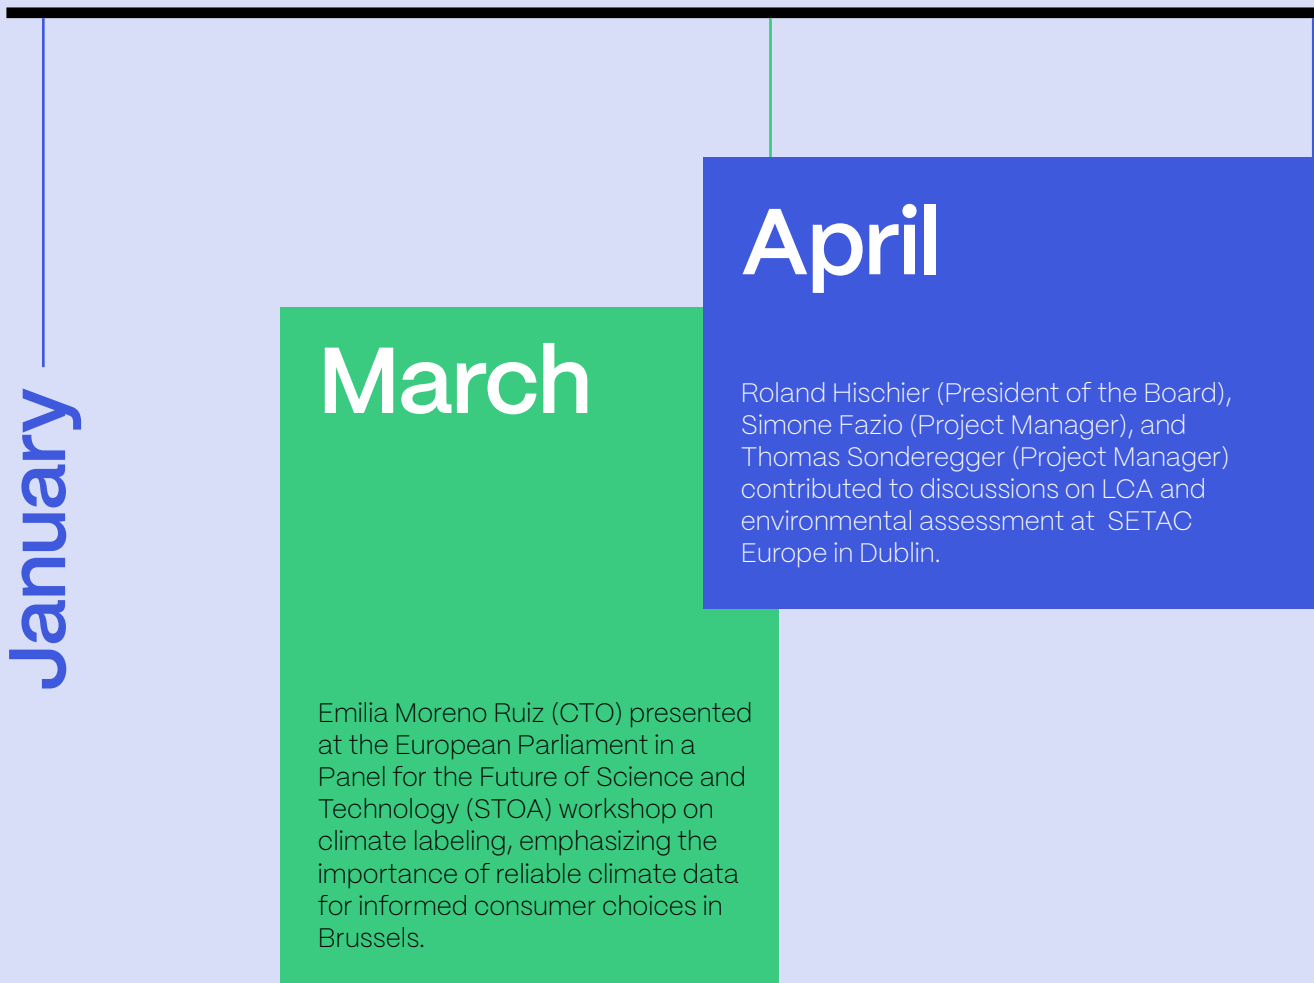 January
March
Emilia Moreno Ruiz (CTO) presented
at the European Parliament in a
Panel for the Future of Science and
Technology (STOA) workshop on
climate labeling, emphasizing the
importance of reliable climate data
for informed consumer choices in
Brussels.
April
Roland Hischier (President of the Board),
Simone Fazio (Project Manager), and
Thomas Sonderegger (Project Manager)
contributed to discussions on LCA and
environmental assessment at  SETAC
Europe in Dublin.